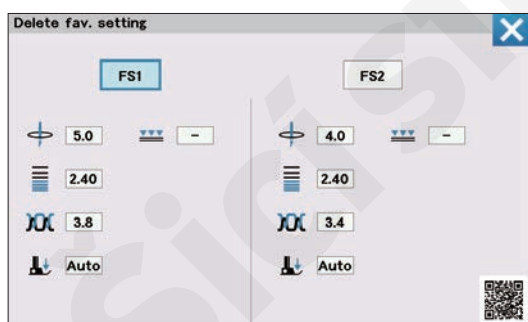 Delete fav. setting
FS1 FS2
5.0 - 4.0 -
2.40 2.40
3.8 3.4
Auto Auto